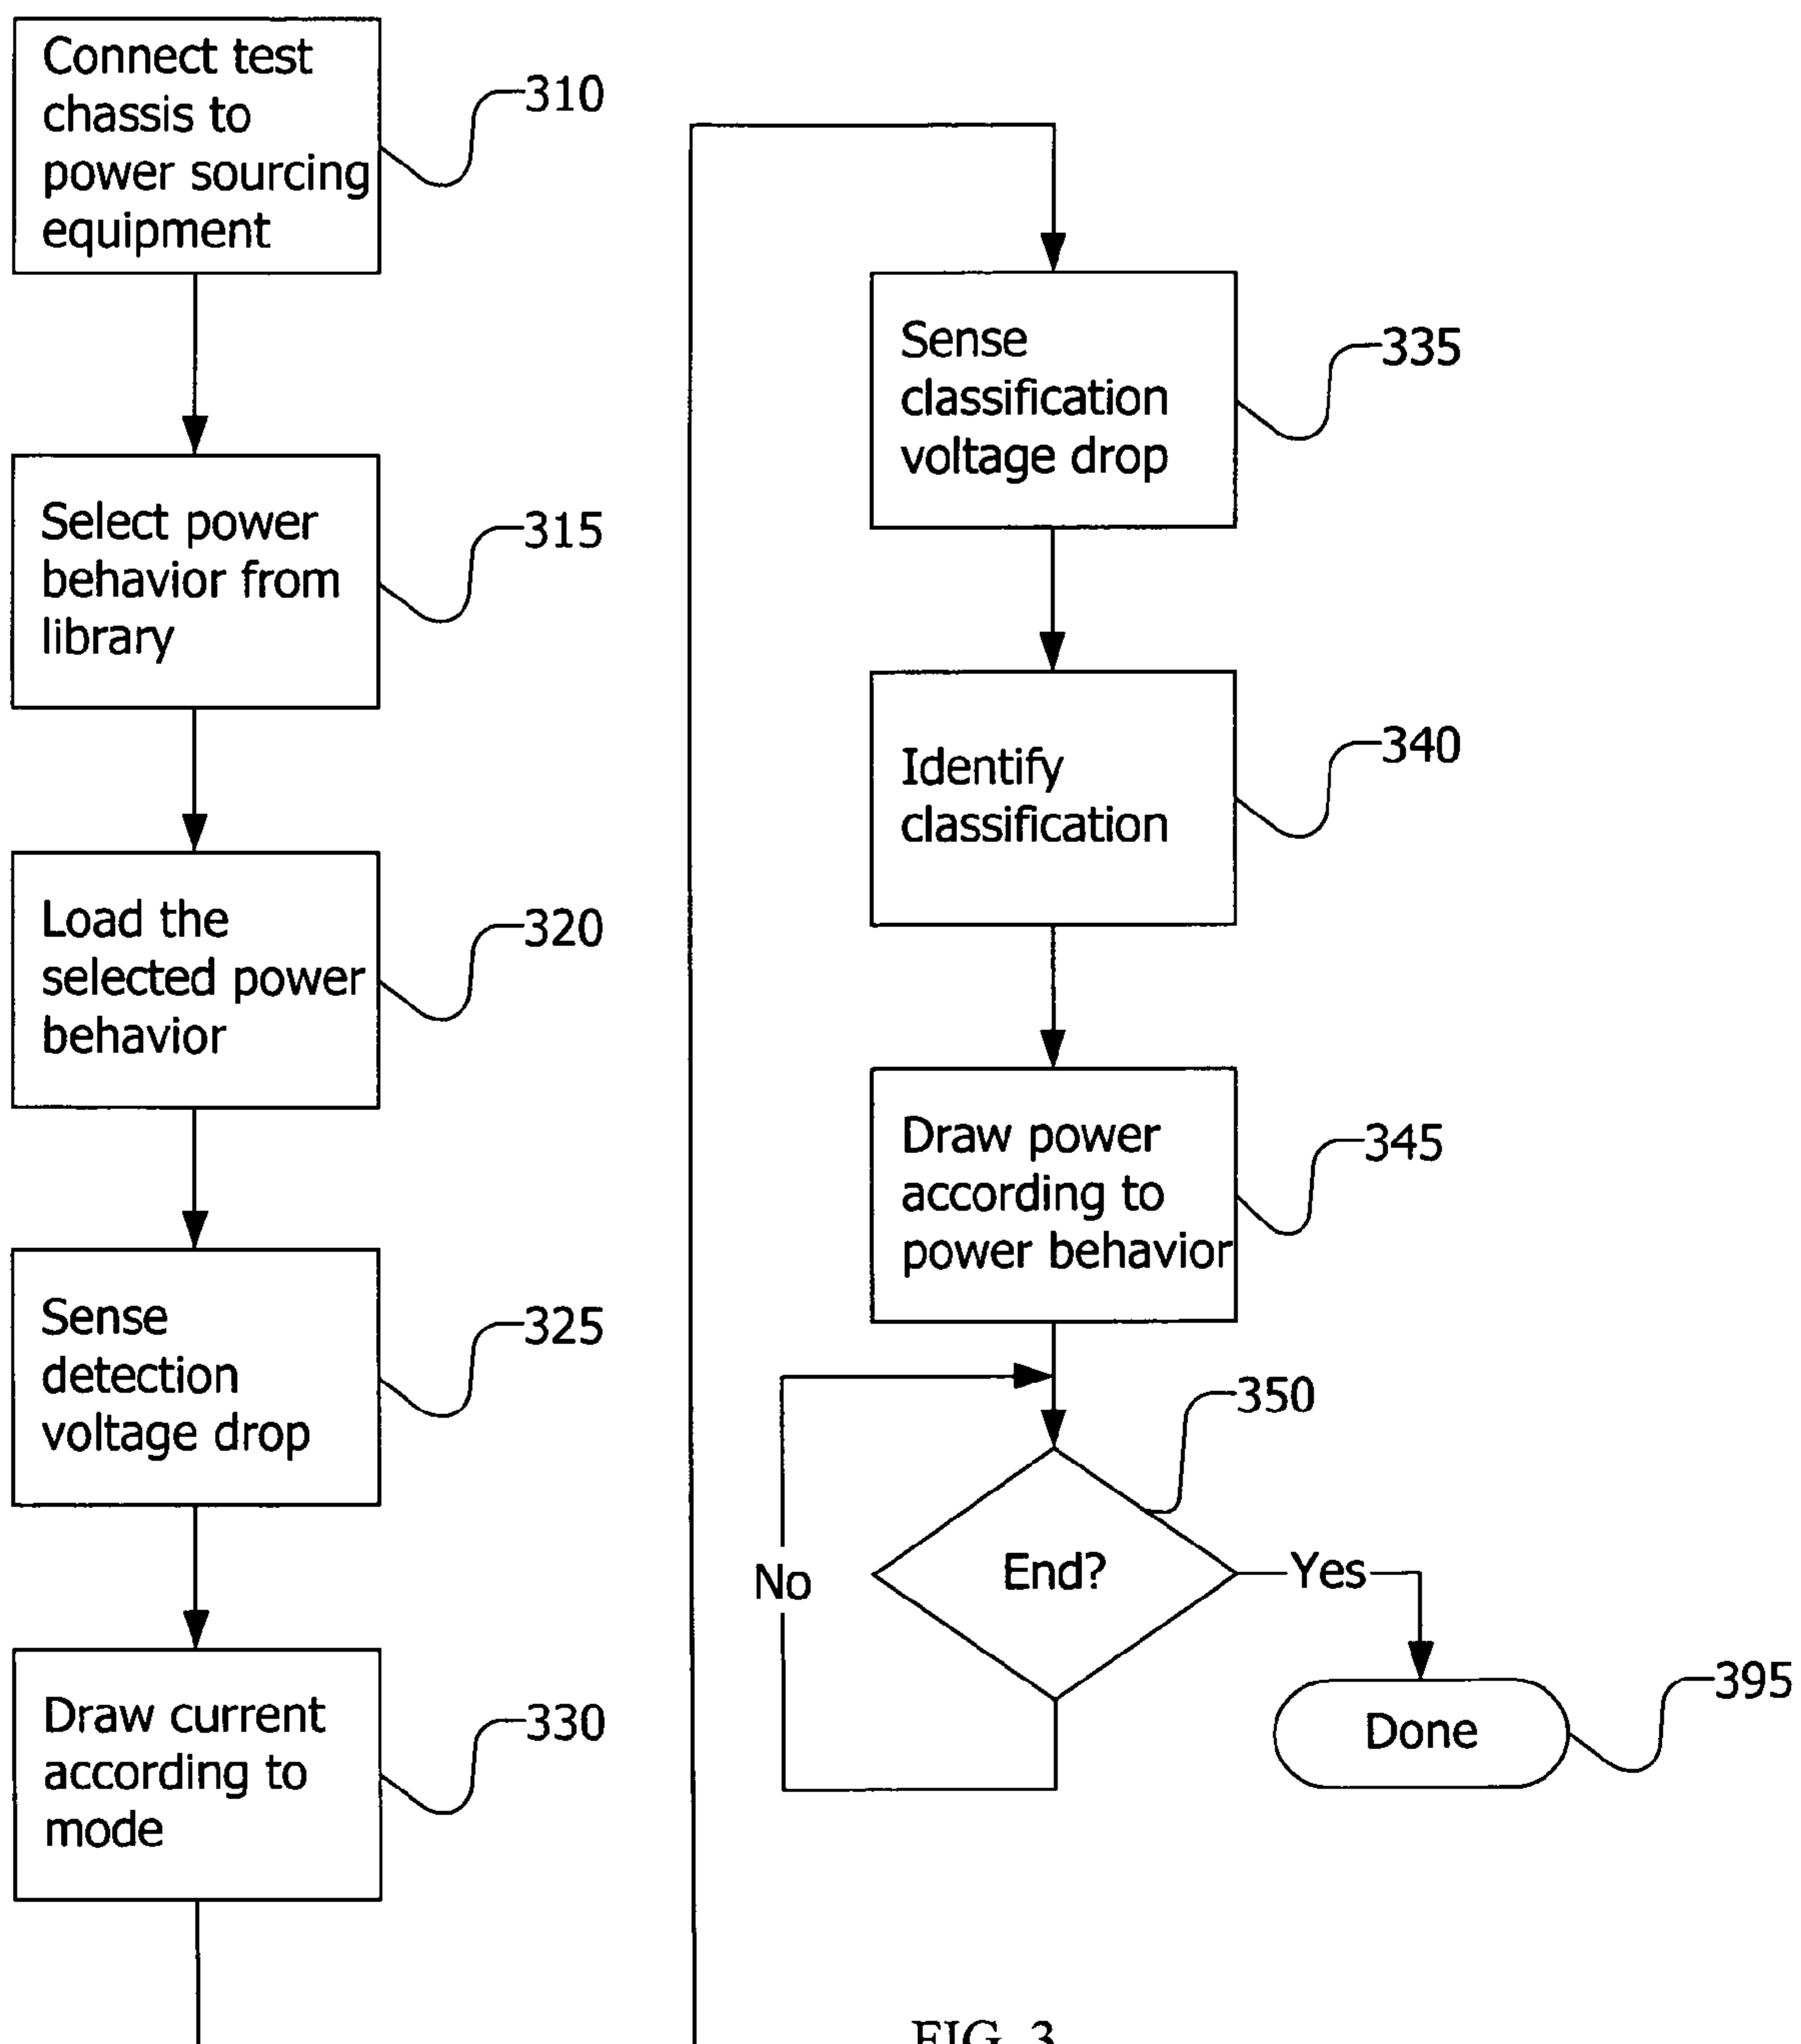 Connect test
chassis to
power sourcing
equipment
310
Select power
behavior from
library
315
Load the
selected power
behavior
320
Sense
detection
voltage drop
325
Draw current
according to
mode
330
Sense
classification
voltage drop
335
Identify
classification
340
Draw power
according to
power behavior
345
350
End?
No
Yes
Done
395
FIG. 3